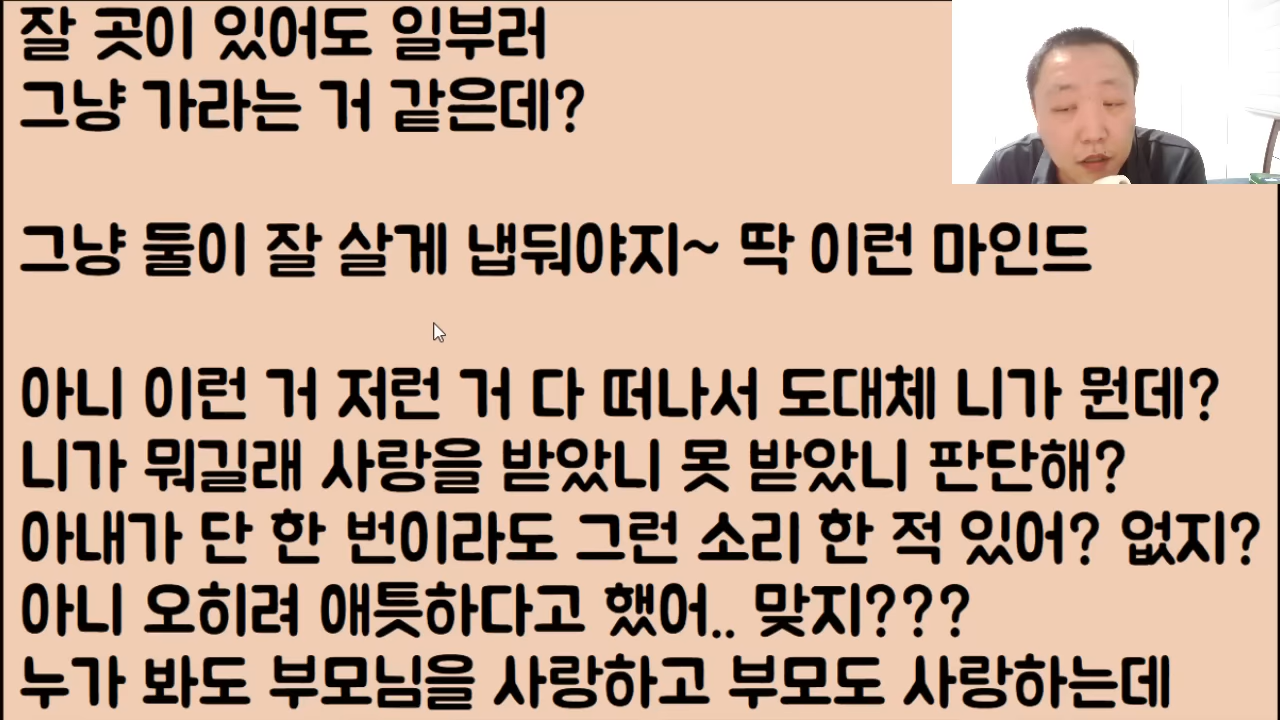 잘 곳이 있어도 일부러
그냥 가라는 거 같은데?
그냥 둘이 잘 살게 냅둬야지~ 딱 이런 마인드
아니 이런 거 저런 거 다 떠나서 도대체 니가 뭔데?
니가 뭐길래 사랑을 받았니 못 받았니 판단해?
아내가 단 한 번이라도 그런 소리 한 적 있어? 없지?
아니 오히려 애틋하다고 했어.. 맞지???
누가 봐도 부모님을 사랑하고 부모도 사랑하는데